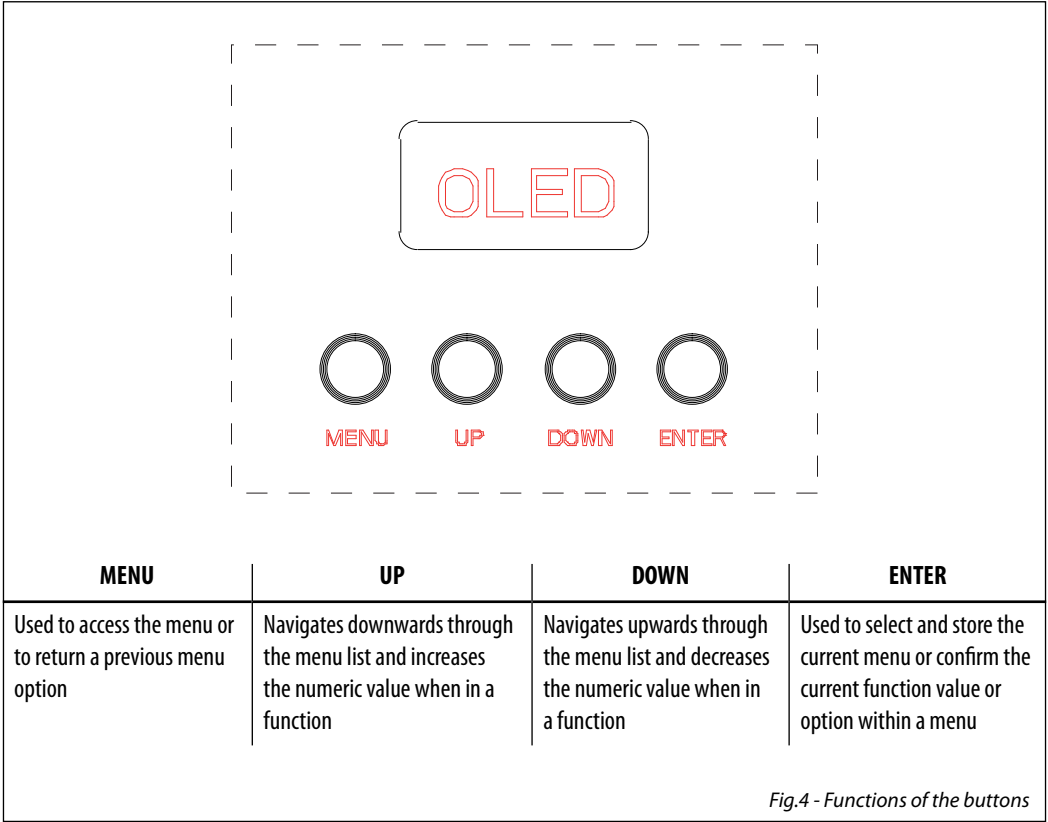 OLED
MENU UP DOWN ENTER
MENU UP DOWN ENTER
Used to access the menu or
to return a previous menu
option
Navigates downwards through
the menu list and increases
the numeric value when in a
function
Navigates upwards through
the menu list and decreases
the numeric value when in
a function
Used to select and store the
current menu or confirm the
current function value or
option within a menu
Fig.4 - Functions of the buttons